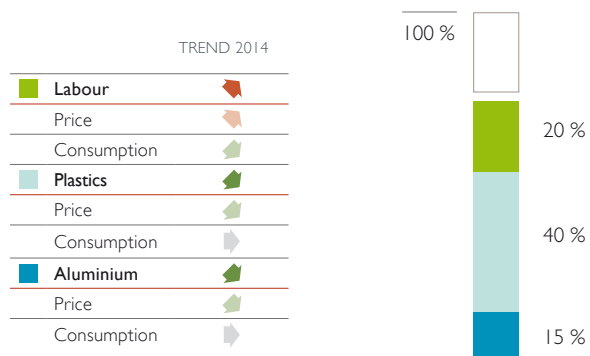 TREND 2014
Labour
Price
Consumption
Plastics
Price
Consumption
Aluminium
Price
Consumption
100 %
20 %
40 %
15 %